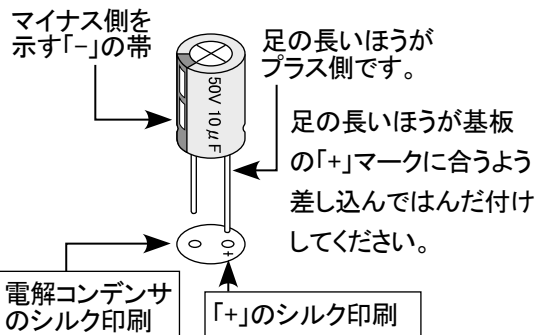 マイナス側を
示す「−」の帯
足の長いほうが
プラス側です。
50V 10μF
足の長いほうが基板
の「+」マークに合うよう
差し込んではんだ付け
してください。
+
電解コンデンサ
のシルク印刷
「+」のシルク印刷